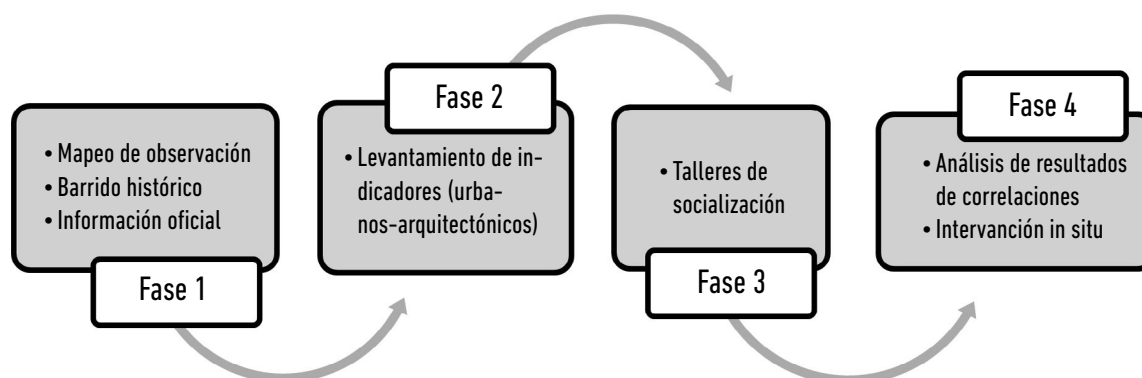 • Mapeo de observación
• Barrido histórico
• Información oficial
Fase 1
Fase 2
• Levantamiento de in-
dicadores (urba-
nos-arquitectónicos)
• Talleres de
socialización
Fase 3
Fase 4
• Análisis de resultados
de correlaciones
• Intervanción in situ